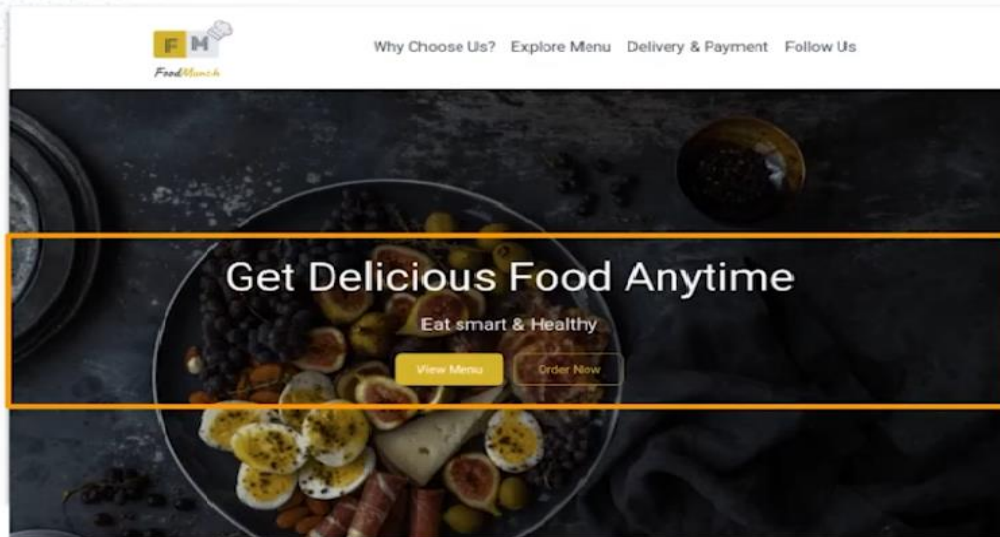 F M
FoodMunch
Why Choose Us? Explore Menu Delivery & Payment Follow Us
Get Delicious Food Anytime
Eat smart & Healthy
View Menu Order Now